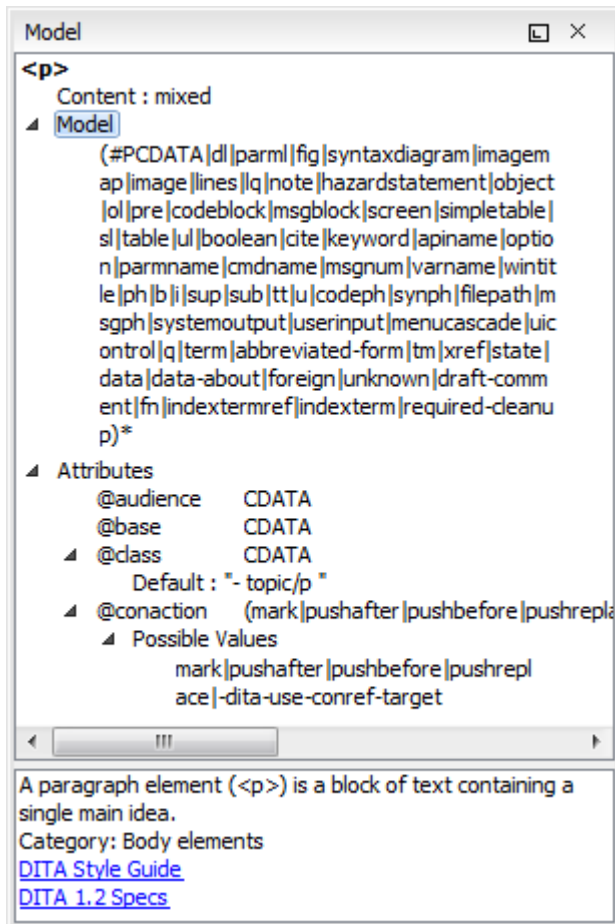 Model
<p>
Content : mixed
Model
(#PCDATA|dl|parml|fig|syntaxdiagram|imagem
ap|image|lines|lq|note|hazardstatement|object
|ol|pre|codeblock|msgblock|screen|simpletable|
sl|table|ul|boolean|cite|keyword|apiname|optio
n|parmname|cmdname|msgnum|varname|wintit
le|ph|b|i|sup|sub|tt|u|codeph|synph|filepath|m
sgph|systemoutput|userinput|menucascade|uic
ontrol|q|term|abbreviated-form|tm|xref|state|
data|data-about|foreign|unknown|draft-comm
ent|fn|indextermref|indexterm|required-cleanu
p)*
Attributes
@audience CDATA
@base CDATA
@class CDATA
Default : "- topic/p "
@conaction (mark|pushafter|pushbefore|pushrepla
Possible Values
mark|pushafter|pushbefore|pushrepl
ace|-dita-use-conref-target
A paragraph element (<p>) is a block of text containing a
single main idea.
Category: Body elements
DITA Style Guide
DITA 1.2 Specs